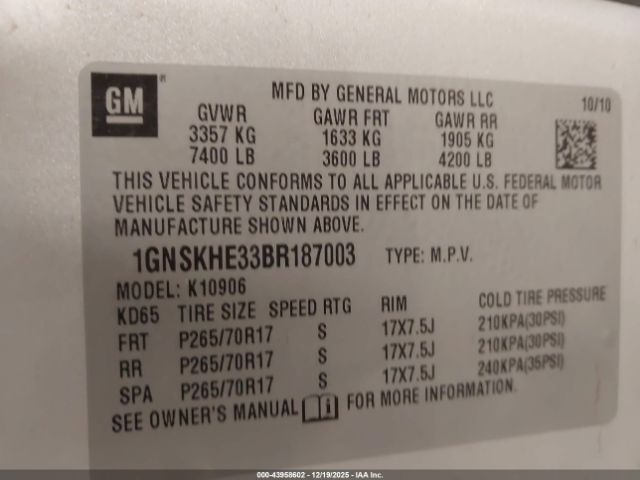 GM ®
MFD BY GENERAL MOTORS LLC
10/10
GVWR GAWR FRT GAWR RR
3357 KG 1633 KG 1905 KG
7400 LB 3600 LB 4200 LB
THIS VEHICLE CONFORMS TO ALL APPLICABLE U.S. FEDERAL MOTOR
VEHICLE SAFETY STANDARDS IN EFFECT ON THE DATE OF
MANUFACTURE SHOWN ABOVE.
1GNSKHE33BR187003 TYPE: M.P.V.
MODEL: K10906
KD65 TIRE SIZE SPEED RTG RIM COLD TIRE PRESSURE
FRT P265/70R17 S 17X7.5J 210KPA(30PSI)
RR P265/70R17 S 17X7.5J 210KPA(30PSI)
SPA P265/70R17 S 17X7.5J 240KPA(35PSI)
SEE OWNER'S MANUAL i FOR MORE INFORMATION.
000-43958602 - 12/19/2025 - IAA Inc.